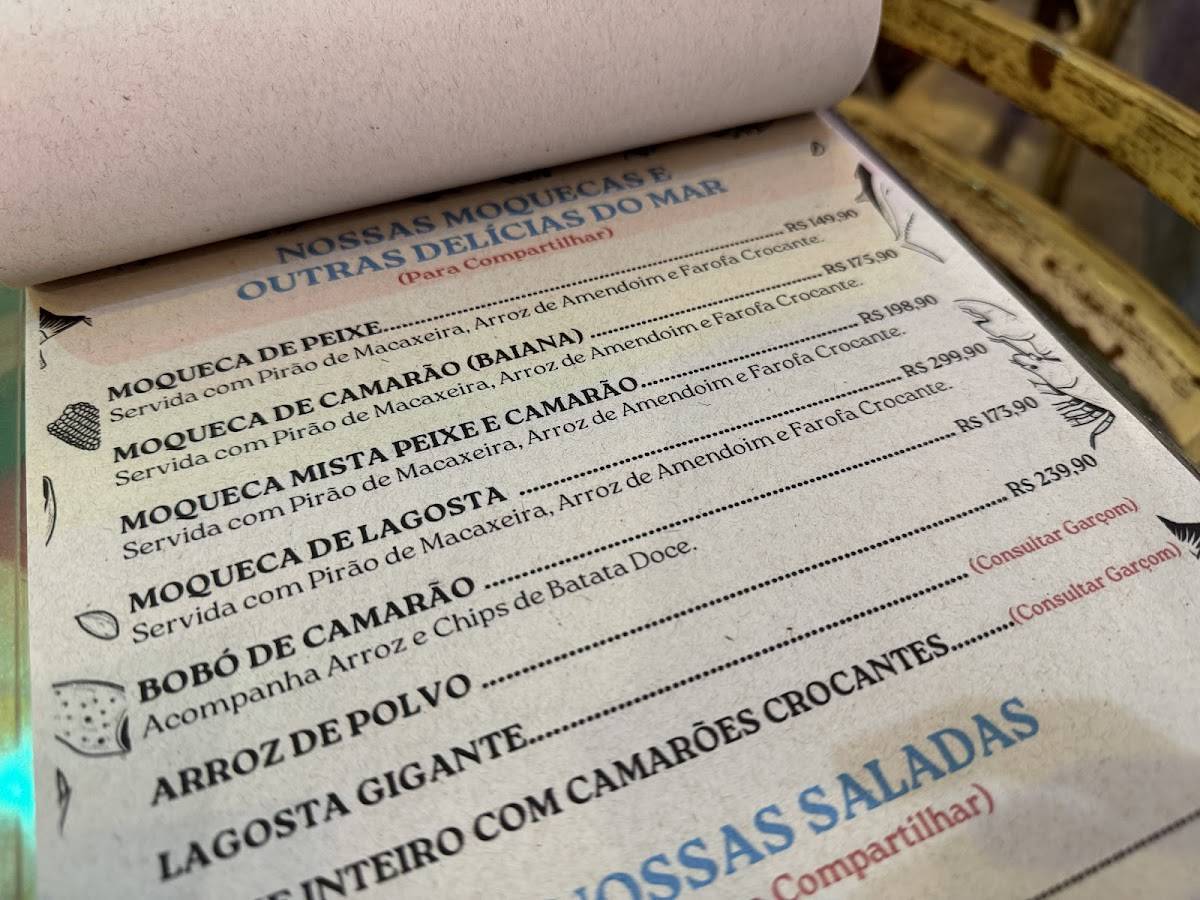 NOSSAS MOQUECAS E
OUTRAS DELÍCIAS DO MAR
(Para Compartilhar)
MOQUECA DE PEIXE.......... R$ 149,90
Servida com Pirão de Macaxeira, Arroz de Amendoim e Farofa Crocante.
MOQUECA DE CAMARÃO (BAIANA) .......... R$ 175,90
Servida com Pirão de Macaxeira, Arroz de Amendoim e Farofa Crocante.
MOQUECA MISTA PEIXE E CAMARÃO.......... R$ 198,90
Servida com Pirão de Macaxeira, Arroz de Amendoim e Farofa Crocante.
MOQUECA DE LAGOSTA .......... R$ 299,90
Servida com Pirão de Macaxeira, Arroz de Amendoim e Farofa Crocante.
BOBÓ DE CAMARÃO .......... R$ 173,90
Acompanha Arroz e Chips de Batata Doce.
ARROZ DE POLVO .......... R$ 239,90
LAGOSTA GIGANTE.......... (Consultar Garçom)
INTEIRO COM CAMARÕES CROCANTES..........(Consultar Garçom)
NOSSAS SALADAS
Compartilhar)